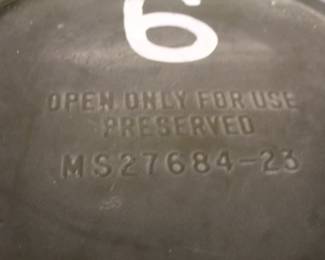 6
OPEN ONLY FOR USE
PRESERVED
MS27684-23